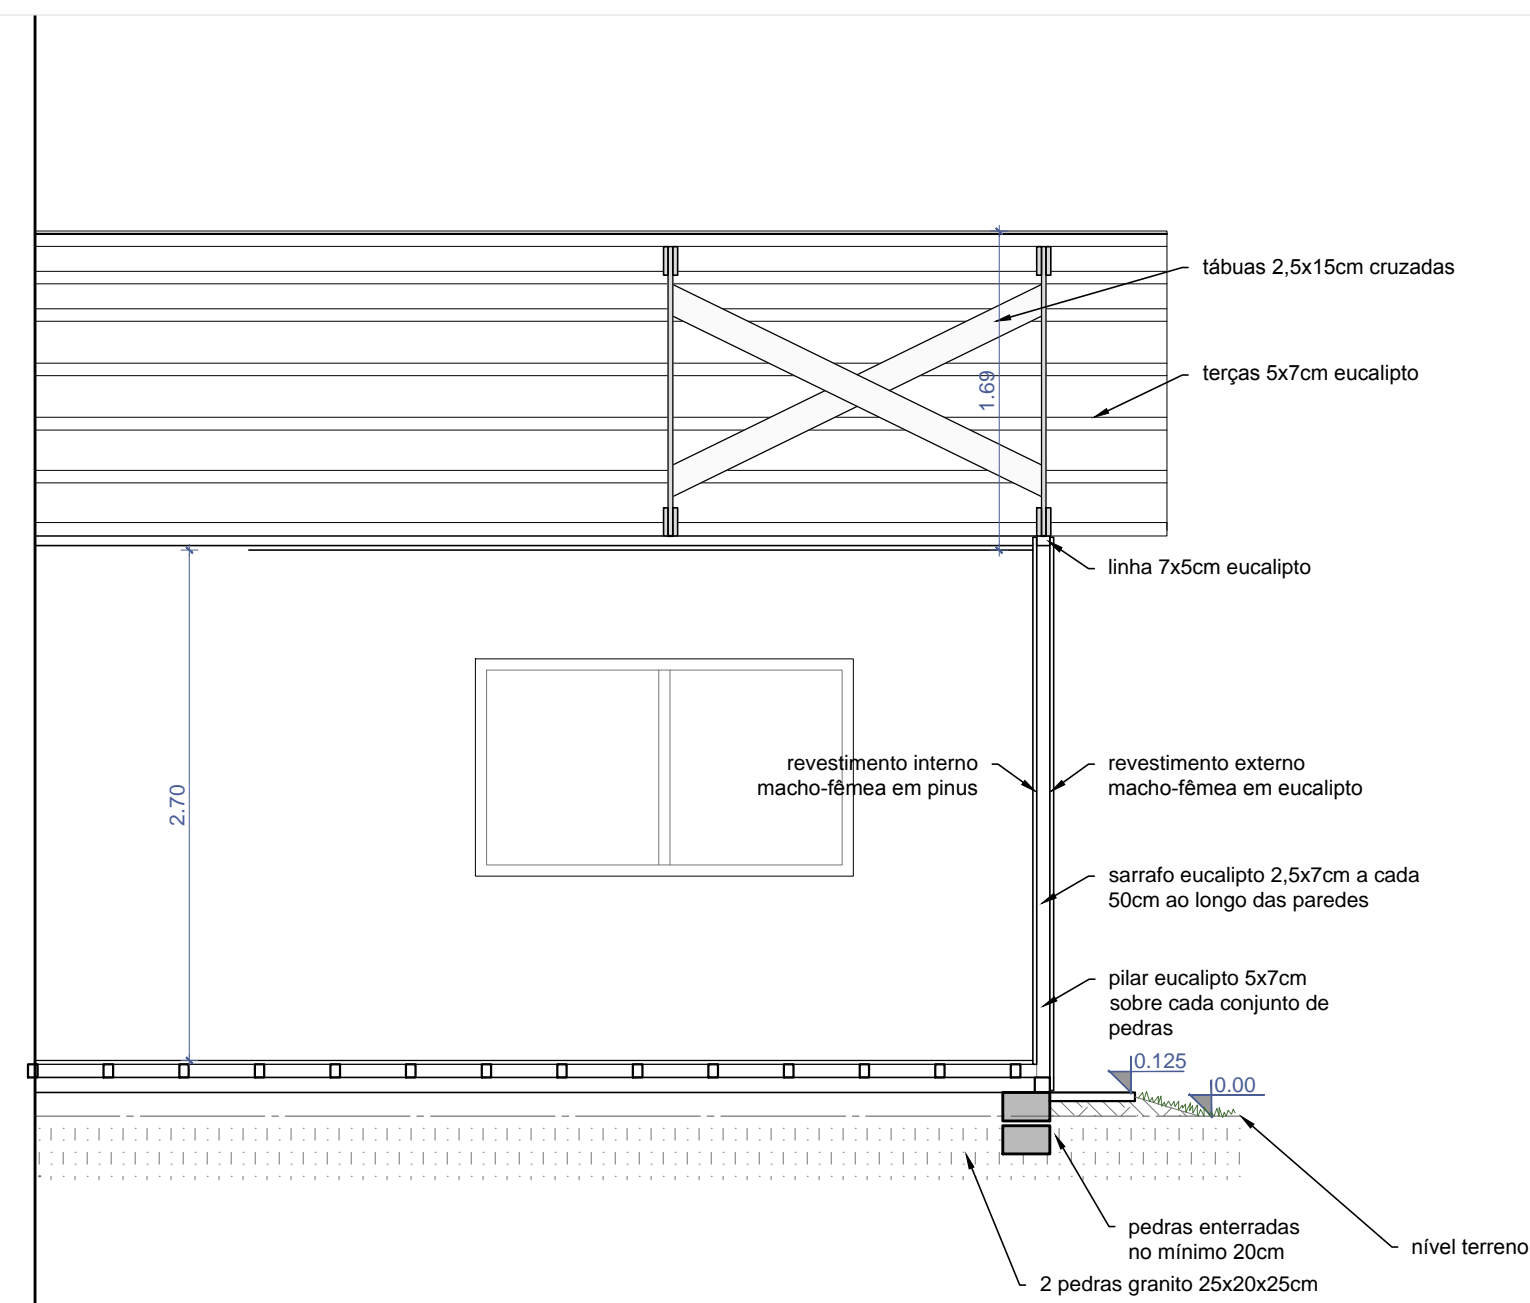 tábuas 2,5x15cm cruzadas
terças 5x7cm eucalipto
1.69
linha 7x5cm eucalipto
2.70
revestimento interno
macho-fêmea em pinus
revestimento externo
macho-fêmea em eucalipto
sarrafo eucalipto 2,5x7cm a cada
50cm ao longo das paredes
pilar eucalipto 5x7cm
sobre cada conjunto de
pedras
0.125
0.00
pedras enterradas
no mínimo 20cm
nível terreno
2 pedras granito 25x20x25cm